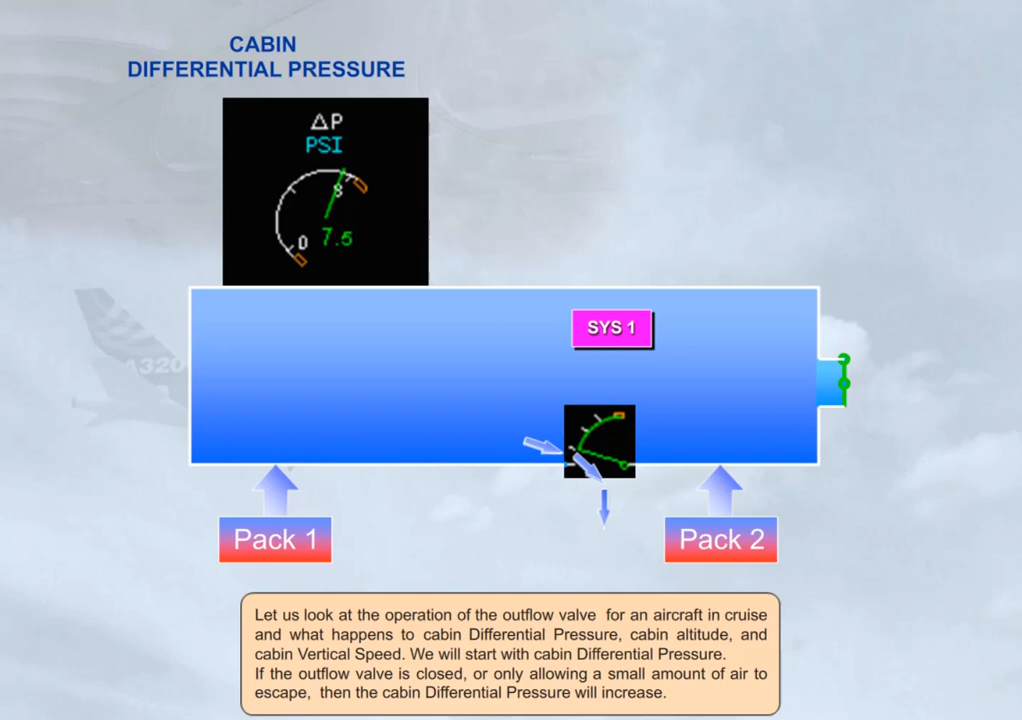 CABIN
DIFFERENTIAL PRESSURE
ΔP
PSI
8
0
7.5
SYS 1
A320
Pack 1
Pack 2
Let us look at the operation of the outflow valve for an aircraft in cruise
and what happens to cabin Differential Pressure, cabin altitude, and
cabin Vertical Speed. We will start with cabin Differential Pressure.
If the outflow valve is closed, or only allowing a small amount of air to
escape, then the cabin Differential Pressure will increase.